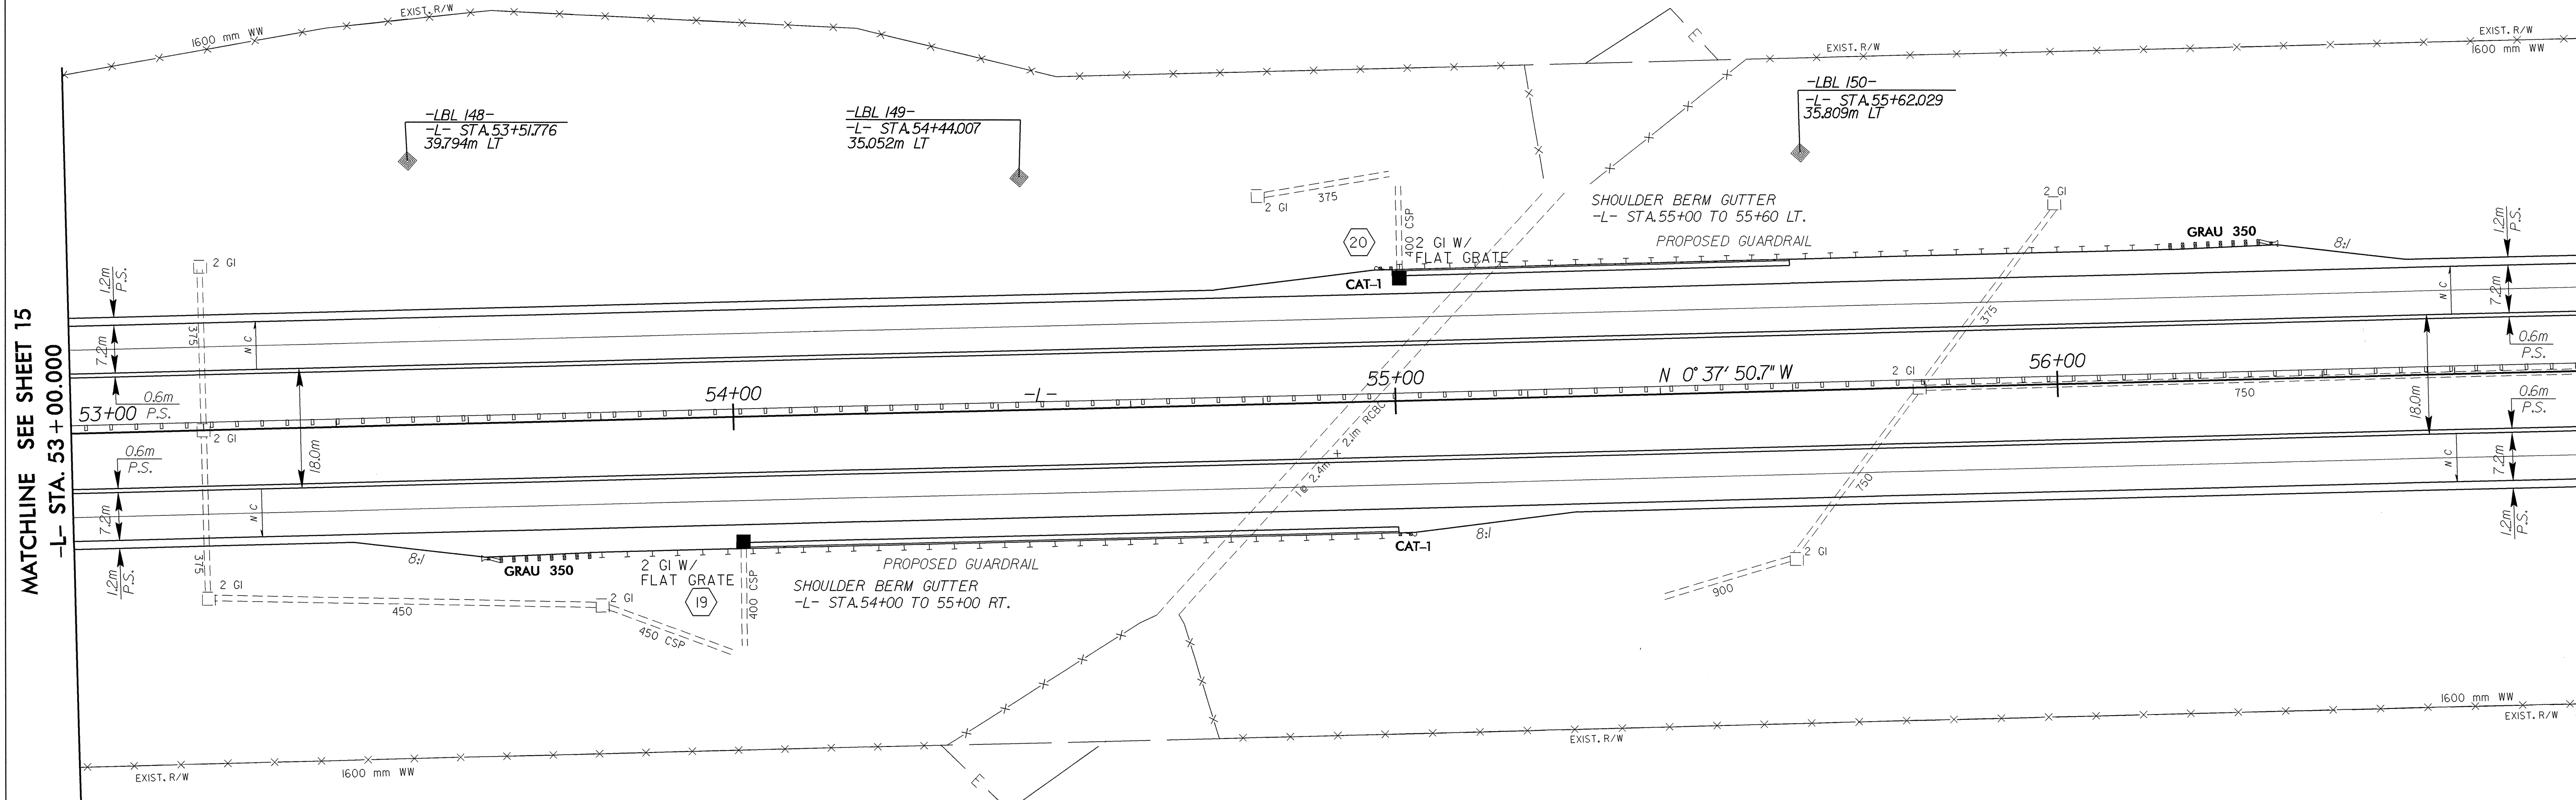 EXIST. R/W
1600 mm WW
EXIST. R/W
EXIST. R/W
1600 mm WW
E
-LBL 148-
-L- STA. 53+51.776
39.794m LT
-LBL 149-
-L- STA. 54+44.007
35.052m LT
-LBL 150-
-L- STA. 55+62.029
35.809m LT
375
2 GI
2 GI
SHOULDER BERM GUTTER
-L- STA. 55+00 TO 55+60 LT.
20
400 CSP
2 GI W/
FLAT GRATE
PROPOSED GUARDRAIL
GRAU 350
8:1
1.2m
P.S.
2 GI
1.2m
P.S.
CAT-1
375
7.2m
N C
375
N C
7.2m
0.6m
P.S.
MATCHLINE SEE SHEET 15
-L- STA. 53+00.000
0.6m
P.S.
53+00
54+00
-L-
55+00
N 0° 37' 50.7" W
2 GI
56+00
750
18.0m
0.6m
P.S.
2 GI
18.0m
0.6m
P.S.
1 @ 2.4m X 2.1m RCBC
750
N C
7.2m
7.2m
N C
375
1.2m
P.S.
8:1
GRAU 350
2 GI W/
FLAT GRATE
19
400 CSP
PROPOSED GUARDRAIL
SHOULDER BERM GUTTER
-L- STA. 54+00 TO 55+00 RT.
CAT-1
8:1
2 GI
900
1.2m
P.S.
2 GI
450
2 GI
450 CSP
EXIST. R/W
1600 mm WW
E
EXIST. R/W
1600 mm WW
EXIST. R/W